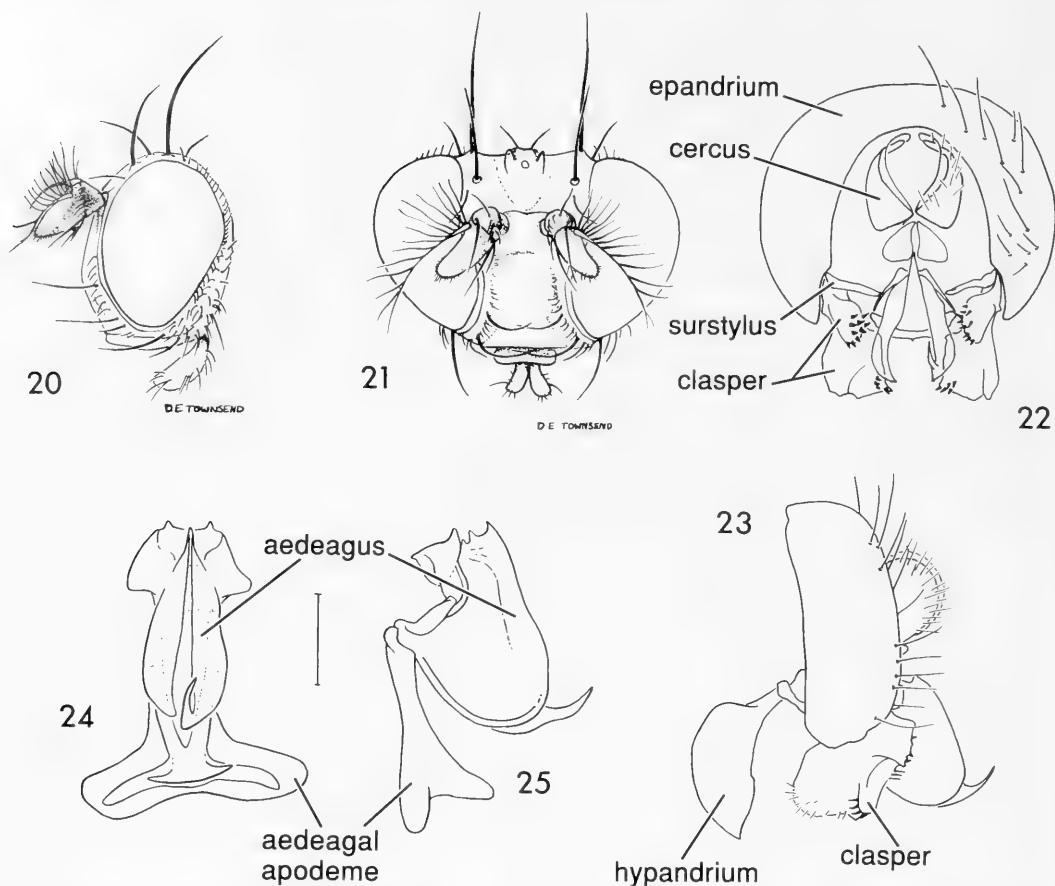 20
D.E. TOWNSEND
21
D E TOWNSEND
epandrium
cercus
surstylus
clasper
22
24
aedeagus
25
aedeagal
apodeme
23
hypandrium
clasper